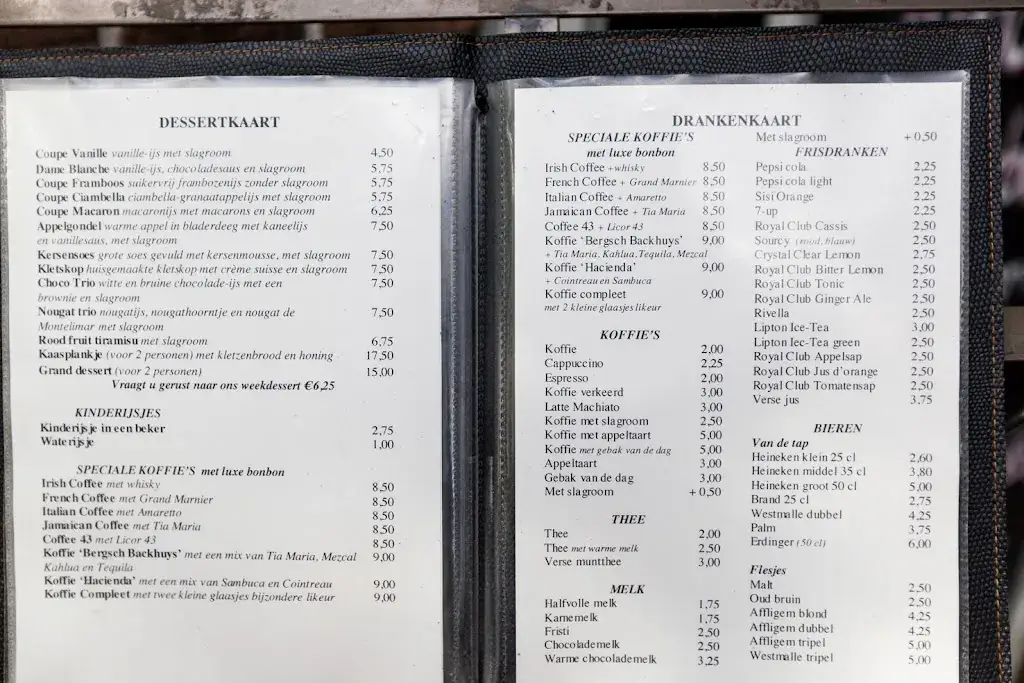 DESSERTKAART
Coupe Vanille vanille-ijs met slagroom 4,50
Dame Blanche vanille-ijs, chocoladesaus en slagroom 5,75
Coupe Framboos suikervrij frambozenijs zonder slagroom 5,75
Coupe Ciambella ciambella-granaatappelijs met slagroom 5,75
Coupe Macaron macaronijs met macarons en slagroom 6,25
Appelgondel warme appel in bladerdeeg met kaneelijs 7,50
en vanillesaus, met slagroom
Kersensoes grote soes gevuld met kersenmousse, met slagroom 7,50
Kletskop huisgemaakte kletskop met crème suisse en slagroom 7,50
Choco Trio witte en bruine chocolade-ijs met een 7,50
brownie en slagroom
Nougat trio nougatijs, nougathoorntje en nougat de 7,50
Montelimar met slagroom
Rood fruit tiramisu met slagroom 6,75
Kaasplankje (voor 2 personen) met kletzenbrood en honing 17,50
Grand dessert (voor 2 personen) 15,00
Vraagt u gerust naar ons weekdessert €6,25
KINDERIJSJES
Kinderijsje in een beker 2,75
Waterijsje 1,00
SPECIALE KOFFIE'S met luxe bonbon
Irish Coffee met whisky 8,50
French Coffee met Grand Marnier 8,50
Italian Coffee met Amaretto 8,50
Jamaican Coffee met Tia Maria 8,50
Coffee 43 met Licor 43 8,50
Koffie 'Bergsch Backhuys' met een mix van Tia Maria, Mezcal 9,00
Kahlua en Tequila
Koffie 'Hacienda' met een mix van Sambuca en Cointreau 9,00
Koffie Compleet met twee kleine glaasjes bijzondere likeur 9,00
DRANKENKAART
SPECIALE KOFFIE'S
met luxe bonbon
Irish Coffee +whisky 8,50
French Coffee + Grand Marnier 8,50
Italian Coffee + Amaretto 8,50
Jamaican Coffee + Tia Maria 8,50
Coffee 43 + Licor 43 8,50
Koffie 'Bergsch Backhuys' 9,00
+ Tia Maria, Kahlua,Tequila, Mezcal
Koffie 'Hacienda' 9,00
+ Cointreau en Sambuca
Koffie compleet 9,00
met 2 kleine glaasjes likeur
KOFFIE'S
Koffie 2,00
Cappuccino 2,25
Espresso 2,00
Koffie verkeerd 3,00
Latte Machiato 3,00
Koffie met slagroom 2,50
Koffie met appeltaart 5,00
Koffie met gebak van de dag 5,00
Appeltaart 3,00
Gebak van de dag 3,00
Met slagroom + 0,50
THEE
Thee 2,00
Thee met warme melk 2,50
Verse muntthee 3,00
MELK
Halfvolle melk 1,75
Karnemelk 1,75
Fristi 2,50
Chocolademelk 2,50
Warme chocolademelk 3,25
Met slagroom + 0,50
FRISDRANKEN
Pepsi cola 2,25
Pepsi cola light 2,25
Sisi Orange 2,25
7-up 2,25
Royal Club Cassis 2,50
Sourcy (rood, blauw) 2,50
Crystal Clear Lemon 2,75
Royal Club Bitter Lemon 2,50
Royal Club Tonic 2,50
Royal Club Ginger Ale 2,50
Rivella 2,50
Lipton Ice-Tea 3,00
Lipton Ice-Tea green 2,50
Royal Club Appelsap 2,50
Royal Club Jus d'orange 2,50
Royal Club Tomatensap 2,50
Verse jus 3,75
BIEREN
Van de tap
Heineken klein 25 cl 2,60
Heineken middel 35 cl 3,80
Heineken groot 50 cl 5,00
Brand 25 cl 2,75
Westmalle dubbel 4,25
Palm 3,75
Erdinger (50 cl) 6,00
Flesjes
Malt 2,50
Oud bruin 2,50
Affligem blond 4,25
Affligem dubbel 4,25
Affligem tripel 5,00
Westmalle tripel 5,00